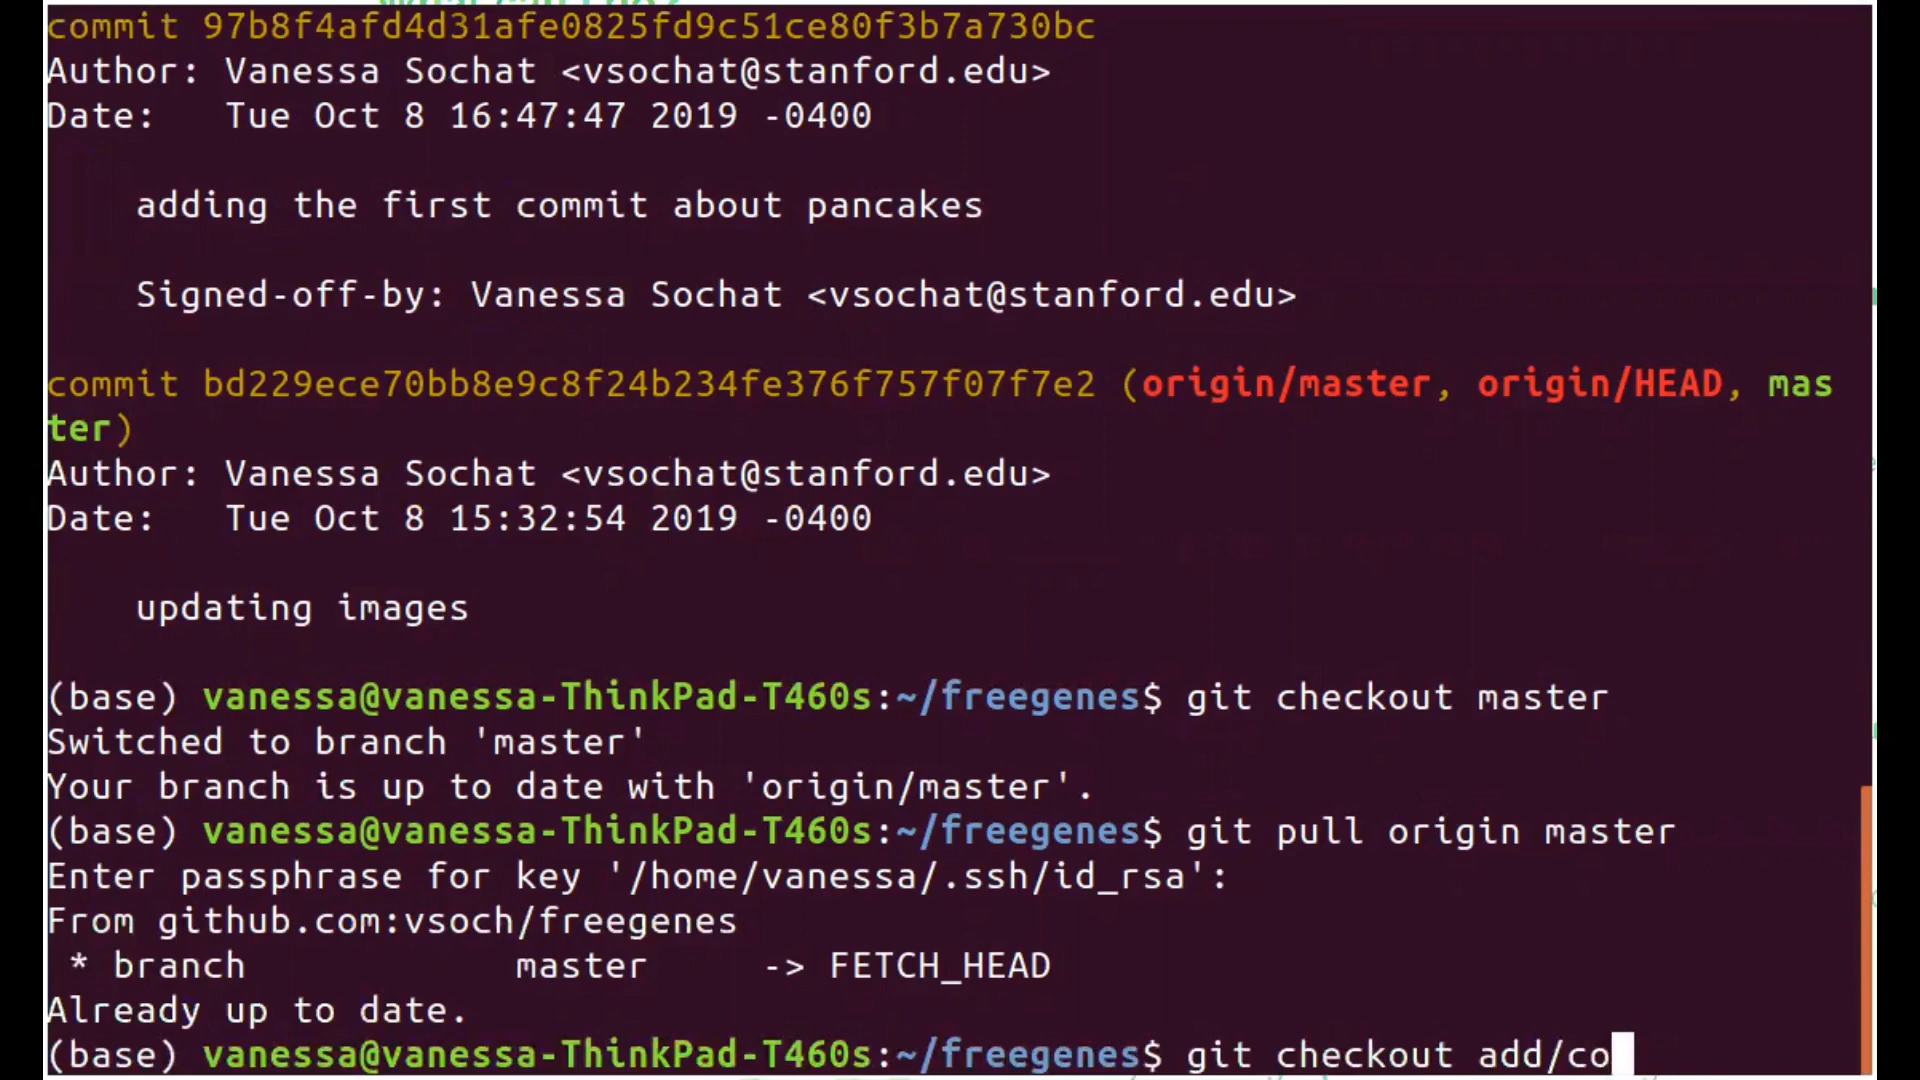 commit 97b8f4afd4d31afe0825fd9c51ce80f3b7a730bc
Author: Vanessa Sochat <vsochat@stanford.edu>
Date:   Tue Oct 8 16:47:47 2019 -0400
    adding the first commit about pancakes
    Signed-off-by: Vanessa Sochat <vsochat@stanford.edu>
commit bd229ece70bb8e9c8f24b234fe376f757f07f7e2 (origin/master, origin/HEAD, mas
ter)
Author: Vanessa Sochat <vsochat@stanford.edu>
Date:   Tue Oct 8 15:32:54 2019 -0400
    updating images
(base) vanessa@vanessa-ThinkPad-T460s:~/freegenes$ git checkout master
Switched to branch 'master'
Your branch is up to date with 'origin/master'.
(base) vanessa@vanessa-ThinkPad-T460s:~/freegenes$ git pull origin master
Enter passphrase for key '/home/vanessa/.ssh/id_rsa':
From github.com:vsoch/freegenes
 * branch            master     -> FETCH_HEAD
Already up to date.
(base) vanessa@vanessa-ThinkPad-T460s:~/freegenes$ git checkout add/co